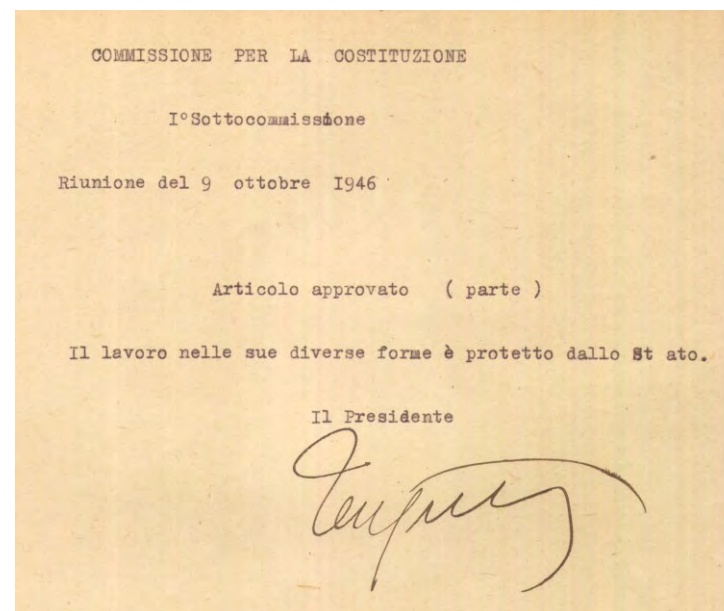 COMMISSIONE PER LA COSTITUZIONE
I°Sottocommissione
Riunione del 9 ottobre I946
Articolo approvato ( parte )
Il lavoro nelle sue diverse forme è protetto dallo St ato.
Il Presidente